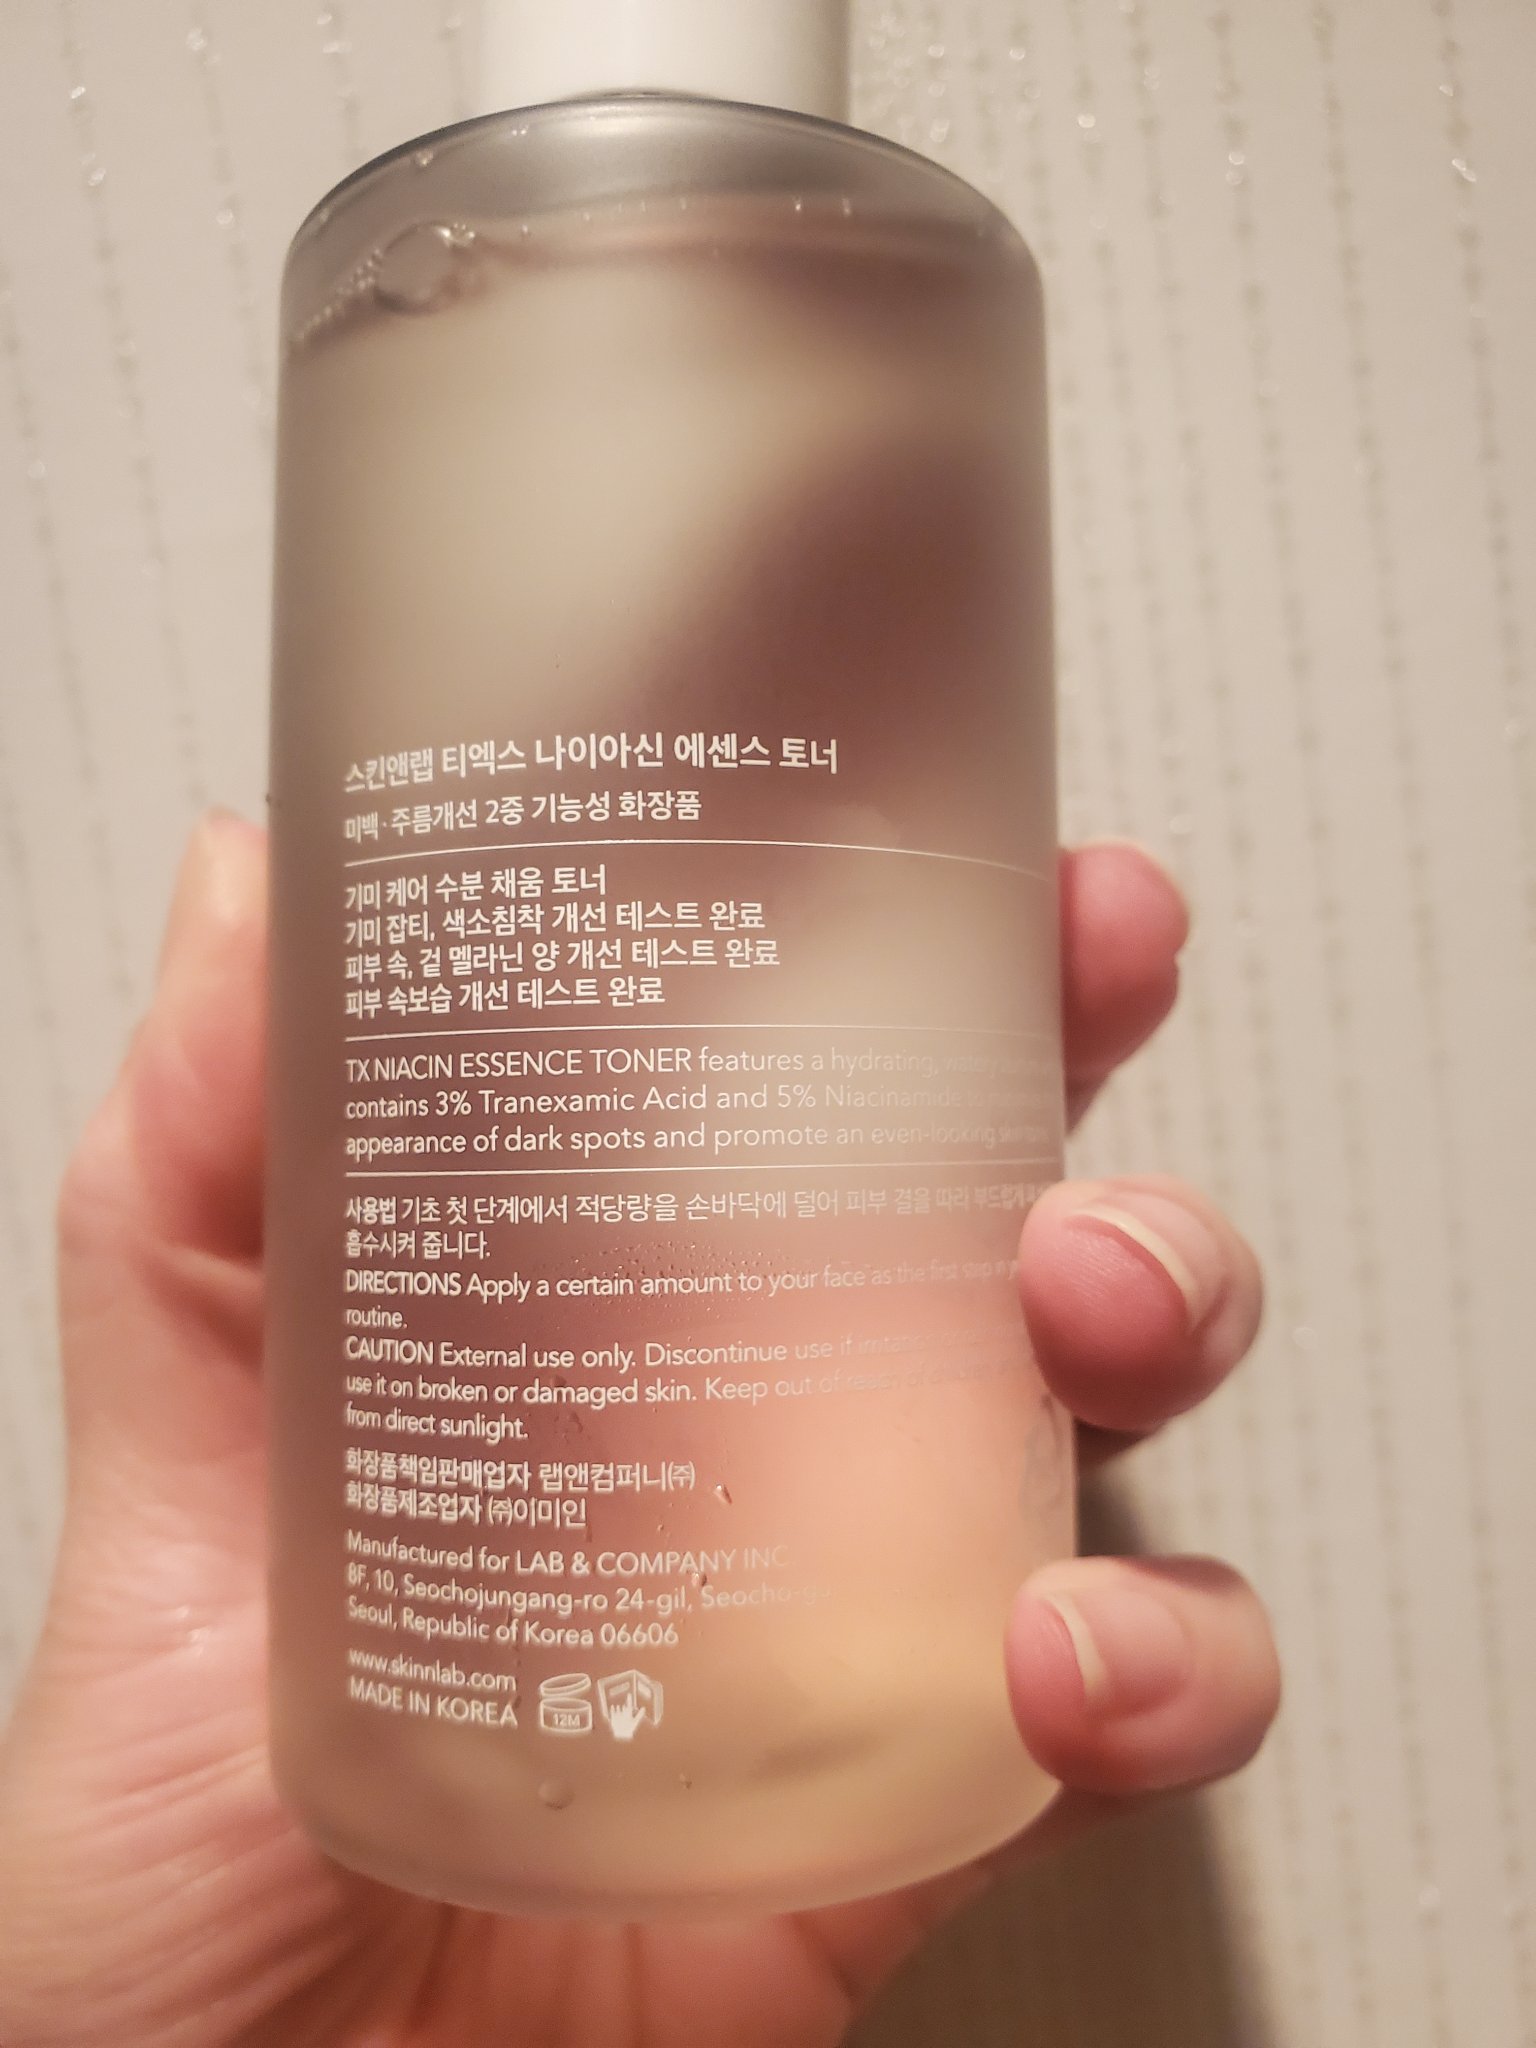 스킨앤랩 티엑스 나이아신 에센스 토너
미백·주름개선 2중 기능성 화장품
기미 케어 수분 채움 토너
기미 잡티, 색소침착 개선 테스트 완료
피부 속, 겉 멜라닌 양 개선 테스트 완료
피부 속보습 개선 테스트 완료
TX NIACIN ESSENCE TONER features a hydrating, watery
contains 3% Tranexamic Acid and 5% Niacinamide to
appearance of dark spots and promote an even-looking skin
사용법 기초 첫 단계에서 적당량을 손바닥에 덜어 피부 결을 따라 부드럽게
흡수시켜 줍니다.
DIRECTIONS Apply a certain amount to your face as the first step in
routine.
CAUTION External use only. Discontinue use if irritation
use it on broken or damaged skin. Keep out of reach of
from direct sunlight.
화장품책임판매업자 랩앤컴퍼니㈜
화장품제조업자 ㈜이미인
Manufactured for LAB & COMPANY INC.
8F, 10, Seochojungang-ro 24-gil, Seocho-gu,
Seoul, Republic of Korea 06606
www.skinnlab.com
MADE IN KOREA
12M